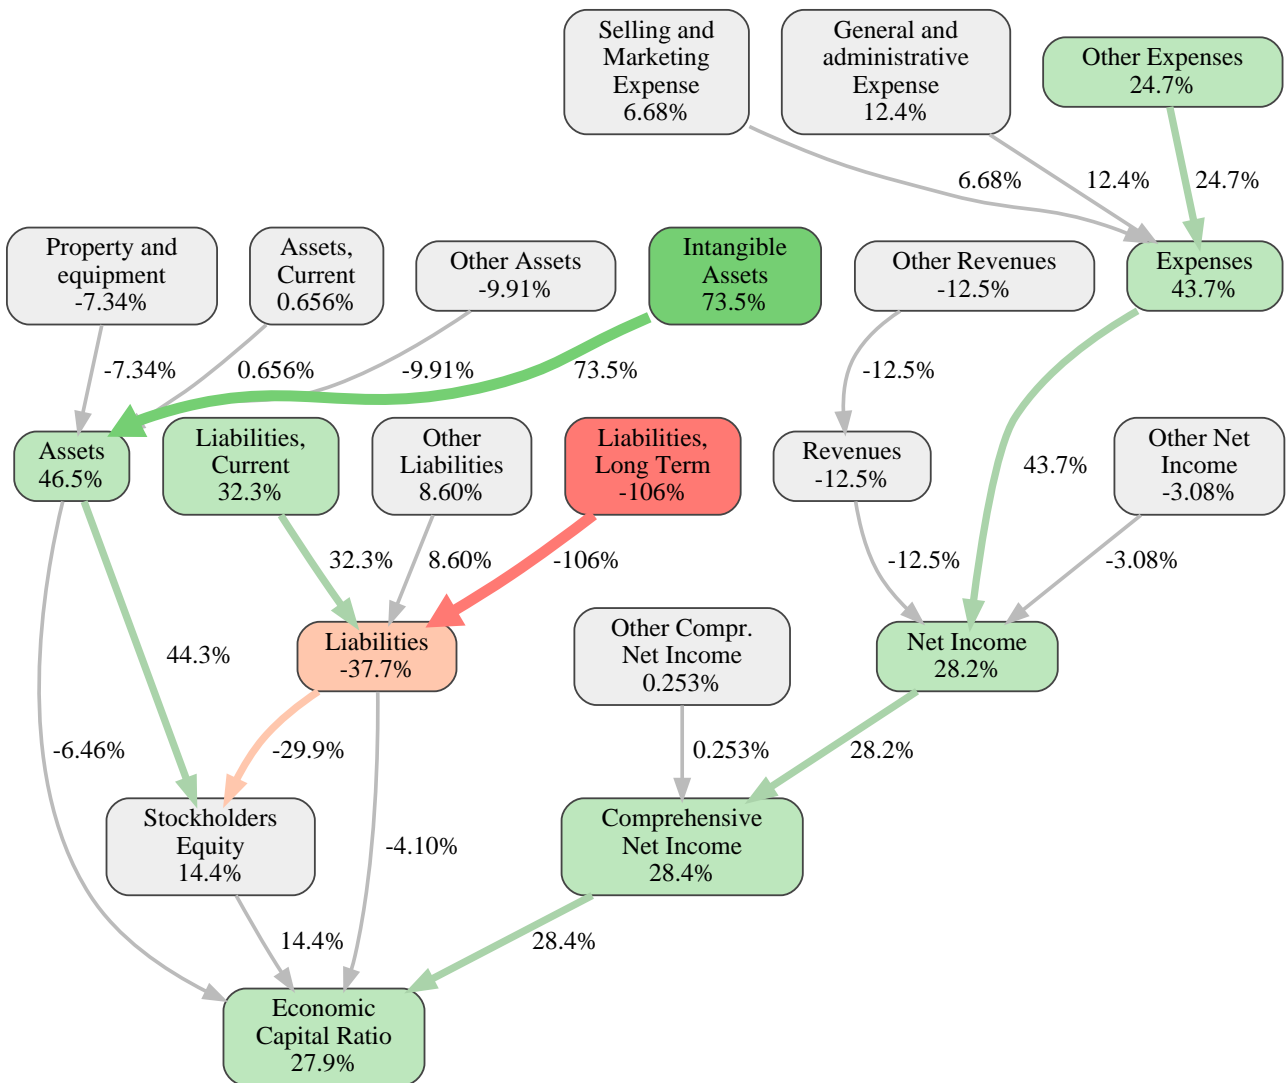 Selling and
Marketing
Expense
6.68%
General and
administrative
Expense
12.4%
Other Expenses
24.7%
6.68%
12.4%
24.7%
Property and
equipment
-7.34%
Assets,
Current
0.656%
Other Assets
-9.91%
Intangible
Assets
73.5%
Other Revenues
-12.5%
Expenses
43.7%
-7.34%
0.656%
-9.91%
73.5%
-12.5%
Assets
46.5%
Liabilities,
Current
32.3%
Other
Liabilities
8.60%
Liabilities,
Long Term
-106%
Revenues
-12.5%
43.7%
Other Net
Income
-3.08%
32.3%
8.60%
-106%
-12.5%
-3.08%
44.3%
Liabilities
-37.7%
Other Compr.
Net Income
0.253%
Net Income
28.2%
-6.46%
-29.9%
0.253%
28.2%
Stockholders
Equity
14.4%
-4.10%
Comprehensive
Net Income
28.4%
14.4%
28.4%
Economic
Capital Ratio
27.9%